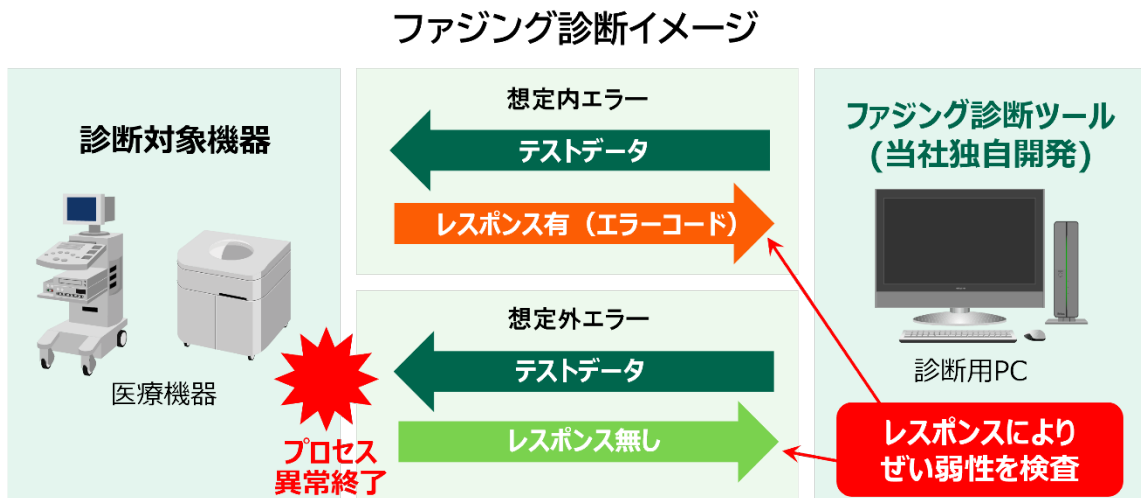 ファジング診断イメージ
診断対象機器
医療機器
プロセス
異常終了
想定内エラー
テストデータ
レスポンス有（エラーコード）
想定外エラー
テストデータ
レスポンス無し
ファジング診断ツール
(当社独自開発)
診断用PC
レスポンスにより
ぜい弱性を検査